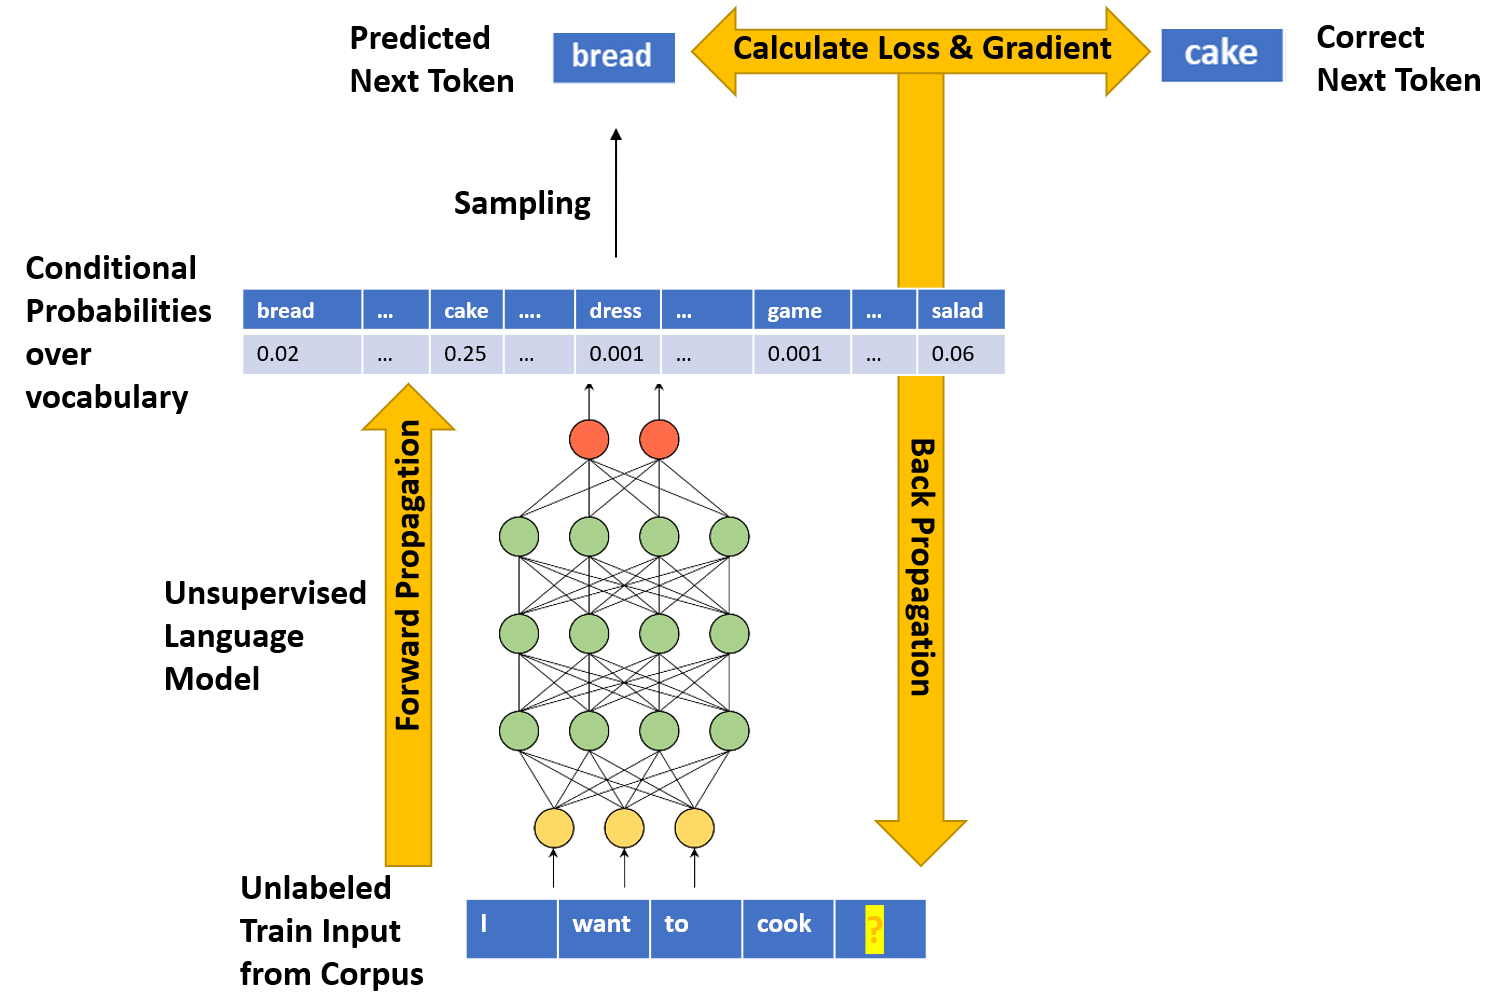 Predicted
Next Token
bread
Calculate Loss & Gradient
cake
Correct
Next Token
Sampling
Conditional
Probabilities
over
vocabulary
bread ... cake .... dress ... game ... salad
0.02 ... 0.25 ... 0.001 ... 0.001 ... 0.06
Forward Propagation
Back Propagation
Unsupervised
Language
Model
Unlabeled
Train Input
from Corpus
I want to cook ?